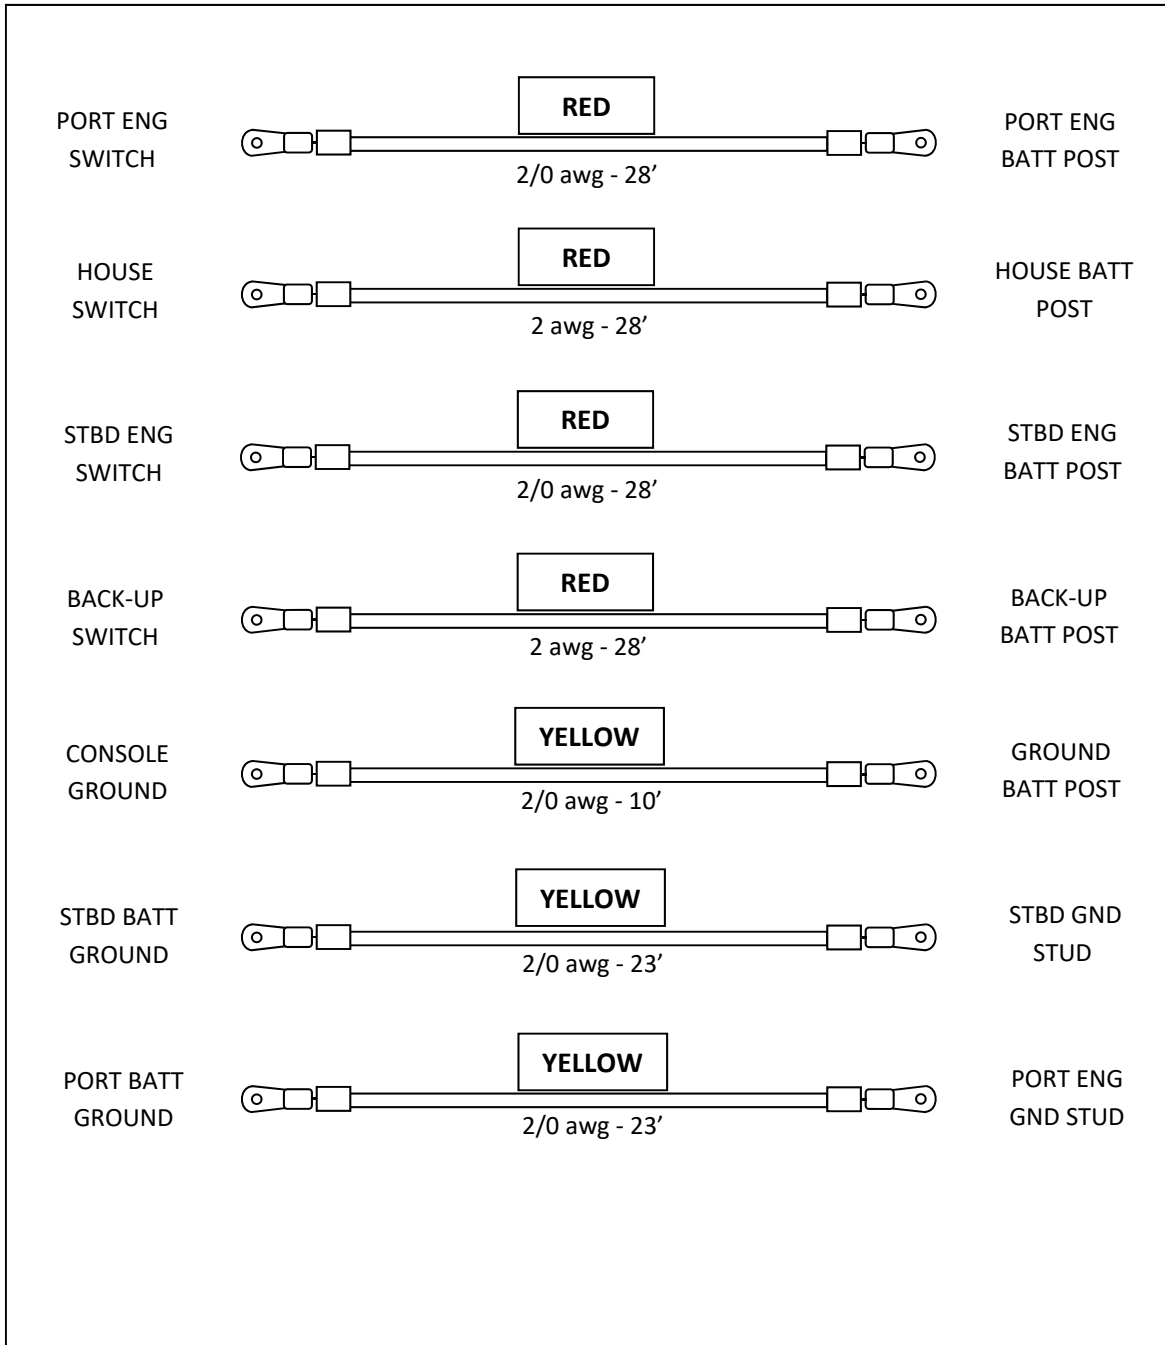 PORT ENG
SWITCH
RED
2/0 awg - 28’
PORT ENG
BATT POST
HOUSE
SWITCH
RED
2 awg - 28’
HOUSE BATT
POST
STBD ENG
SWITCH
RED
2/0 awg - 28’
STBD ENG
BATT POST
BACK-UP
SWITCH
RED
2 awg - 28’
BACK-UP
BATT POST
CONSOLE
GROUND
YELLOW
2/0 awg - 10’
GROUND
BATT POST
STBD BATT
GROUND
YELLOW
2/0 awg - 23’
STBD GND
STUD
PORT BATT
GROUND
YELLOW
2/0 awg - 23’
PORT ENG
GND STUD